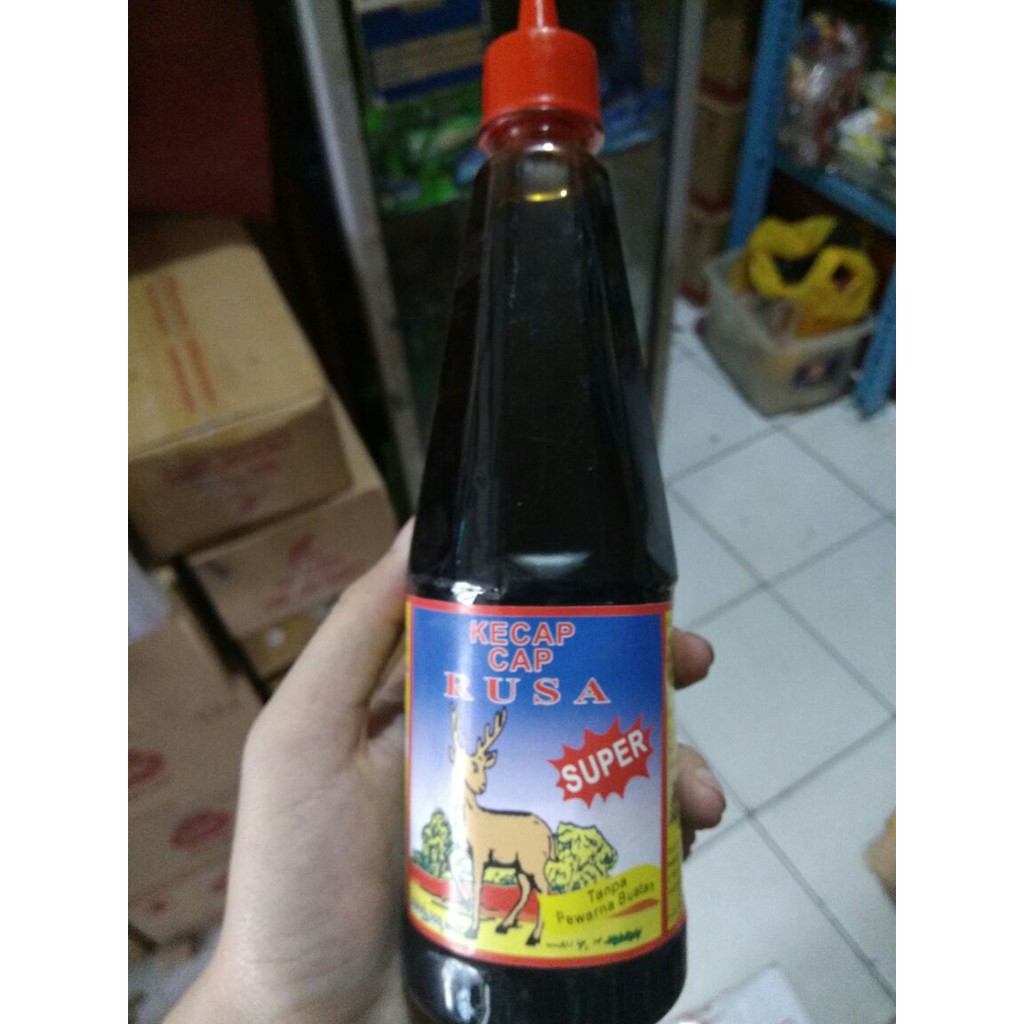 KECAP
CAP
RUSA
SUPER
Tanpa
Pewarna Buatan